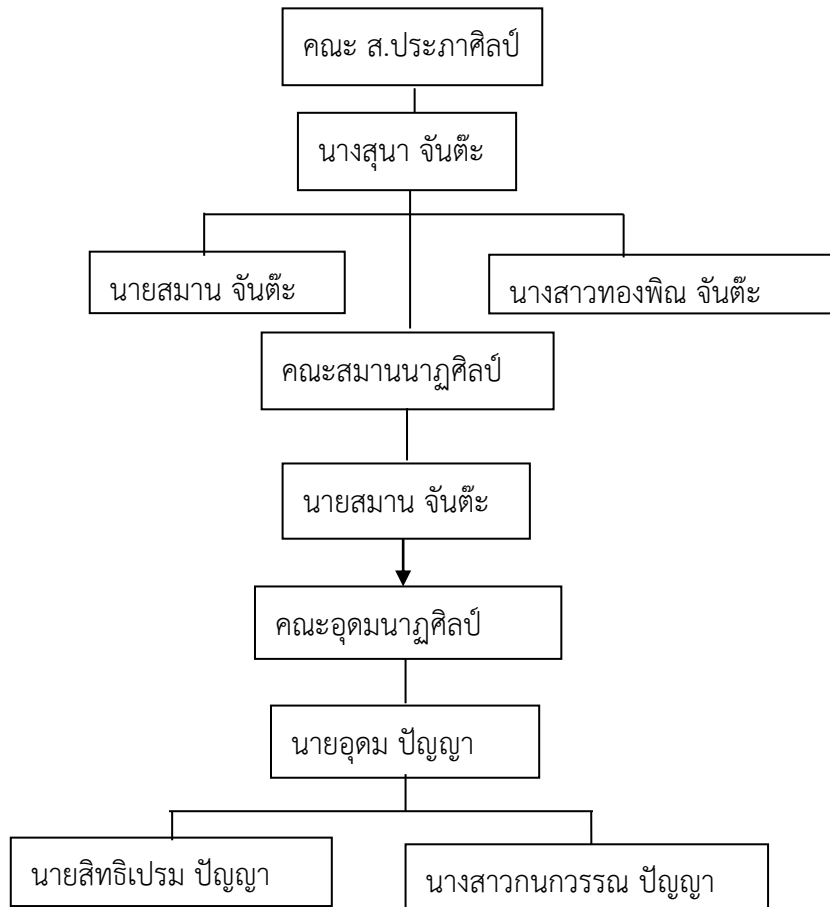 คณะ ส.ประภาศิลป์
นางสุนา จันต๊ะ
นายสมาน จันต๊ะ
นางสาวทองพิณ จันต๊ะ
คณะสมานนาฏศิลป์
นายสมาน จันต๊ะ
คณะอุดมนาฏศิลป์
นายอุดม ปัญญา
นายสิทธิเปรม ปัญญา
นางสาวกนกวรรณ ปัญญา